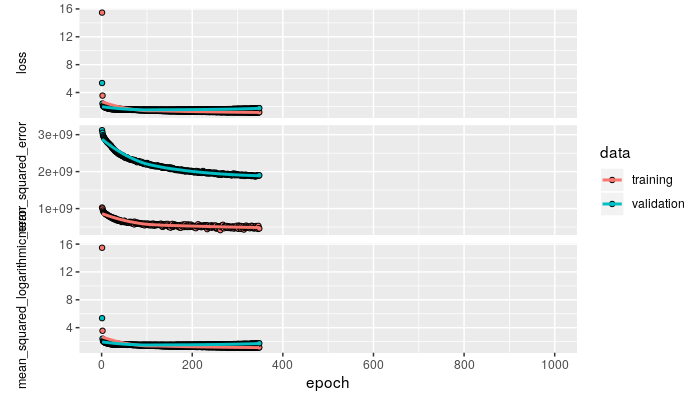 loss
16
12
8
4
mean_squared_error
3e+09
2e+09
1e+09
mean_squared_logarithmic_error
16
12
8
4
0
200
400
600
800
1000
epoch
data
training
validation